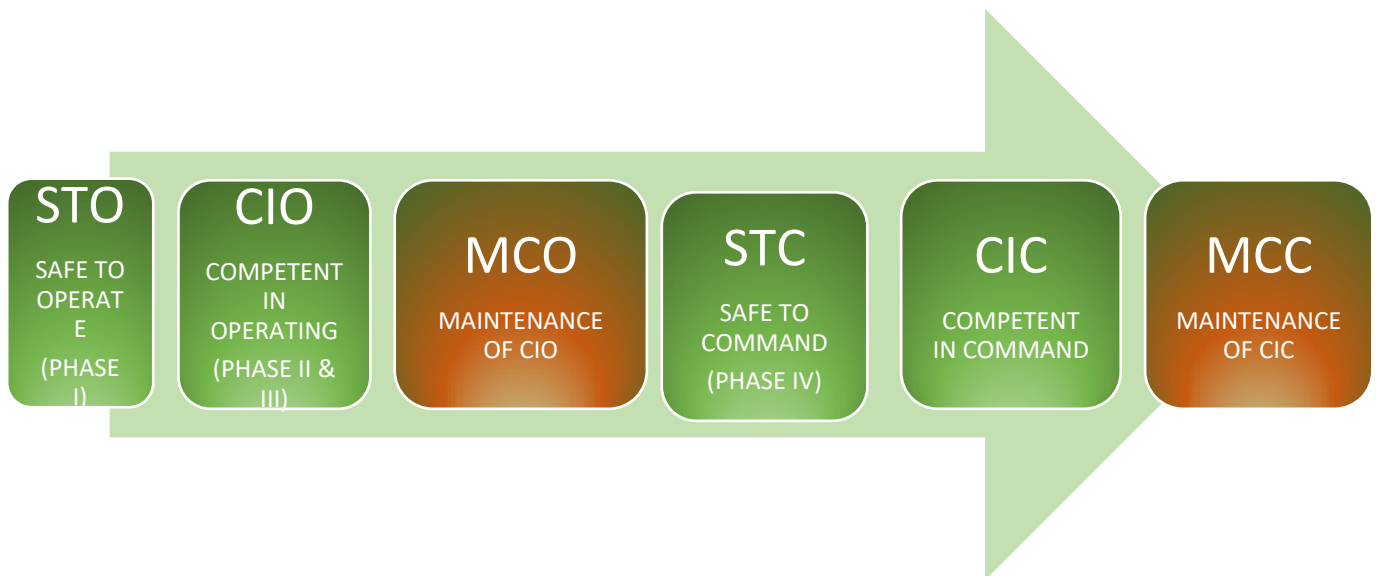 STO
SAFE TO
OPERAT
E
(PHASE
I)
CIO
COMPETENT
IN
OPERATING
(PHASE II &
III)
MCO
MAINTENANCE
OF CIO
STC
SAFE TO
COMMAND
(PHASE IV)
CIC
COMPETENT
IN COMMAND
MCC
MAINTENANCE
OF CIC